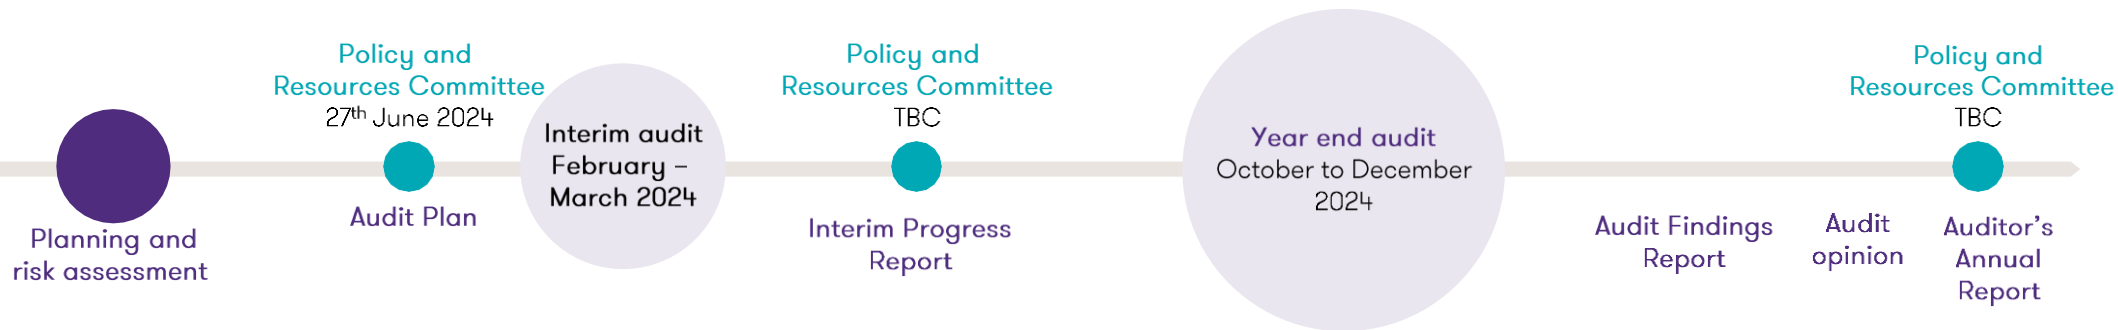 Planning and
risk assessment
Policy and
Resources Committee
27th June 2024
Audit Plan
Interim audit
February –
March 2024
Policy and
Resources Committee
TBC
Interim Progress
Report
Year end audit
October to December
2024
Audit Findings
Report
Audit
opinion
Policy and
Resources Committee
TBC
Auditor’s
Annual
Report